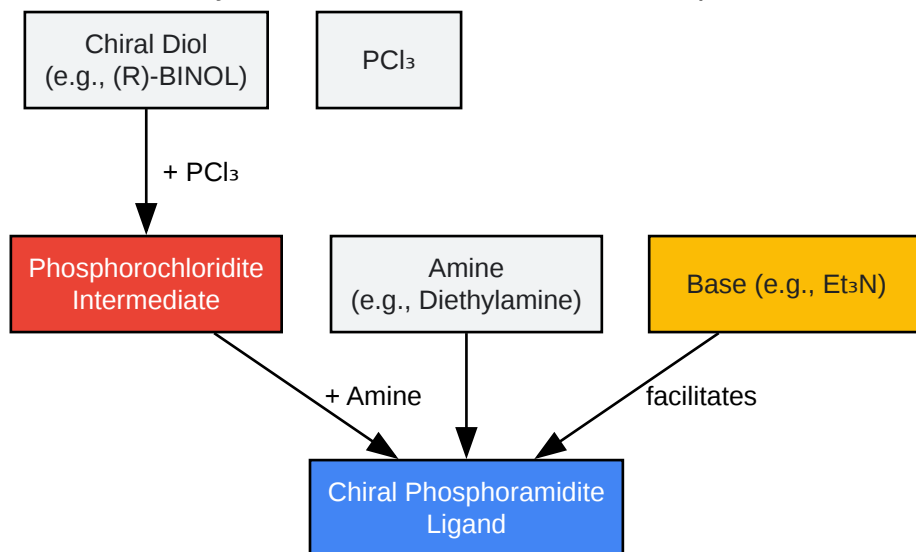 Chiral Diol
(e.g., (R)-BINOL)
PCl₃
+ PCl₃
Phosphorochloridite
Intermediate
Amine
(e.g., Diethylamine)
Base (e.g., Et₃N)
+ Amine
facilitates
Chiral Phosphoramidite
Ligand